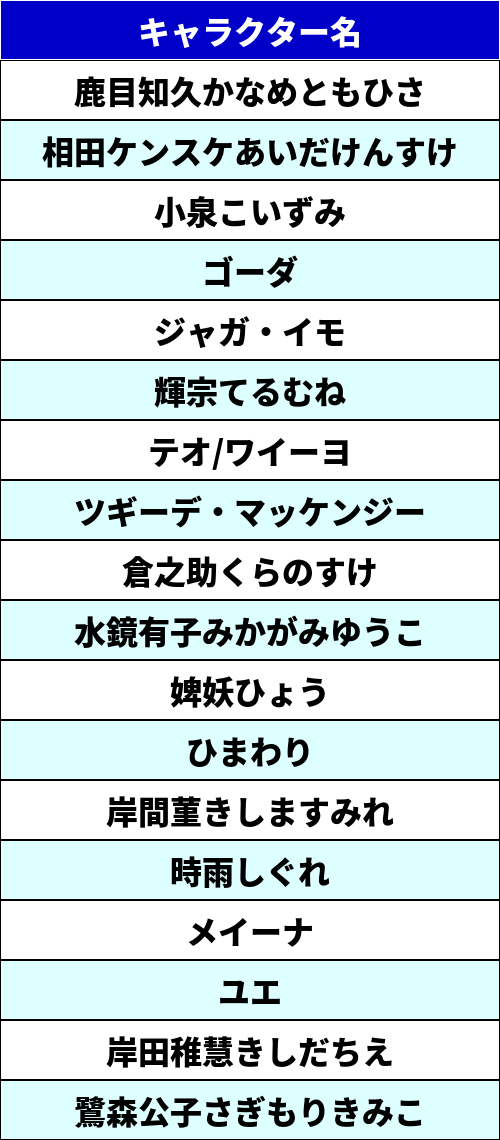 キャラクター名
鹿目知久かなめともひさ
相田ケンスケあいだけんすけ
小泉こいずみ
ゴーダ
ジャガ・イモ
輝宗てるむね
テオ/ワイーヨ
ツギーデ・マッケンジー
倉之助くらのすけ
水鏡有子みかがみゆうこ
婢妖ひょう
ひまわり
岸間菫きしますみれ
時雨しぐれ
メイーナ
ユエ
岸田稚慧きしだちえ
鷺森公子さぎもりきみこ